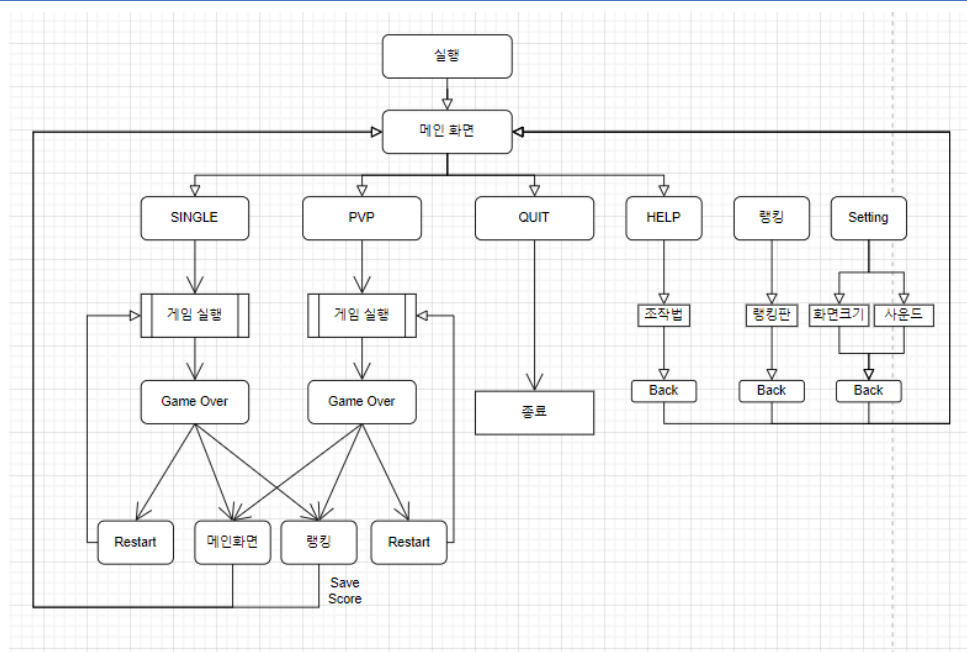 실행
메인 화면
SINGLE
PVP
QUIT
HELP
랭킹
Setting
게임 실행
게임 실행
조작법
랭킹판
화면크기
사운드
Game Over
Game Over
종료
Back
Back
Back
Restart
메인화면
랭킹
Restart
Save
Score